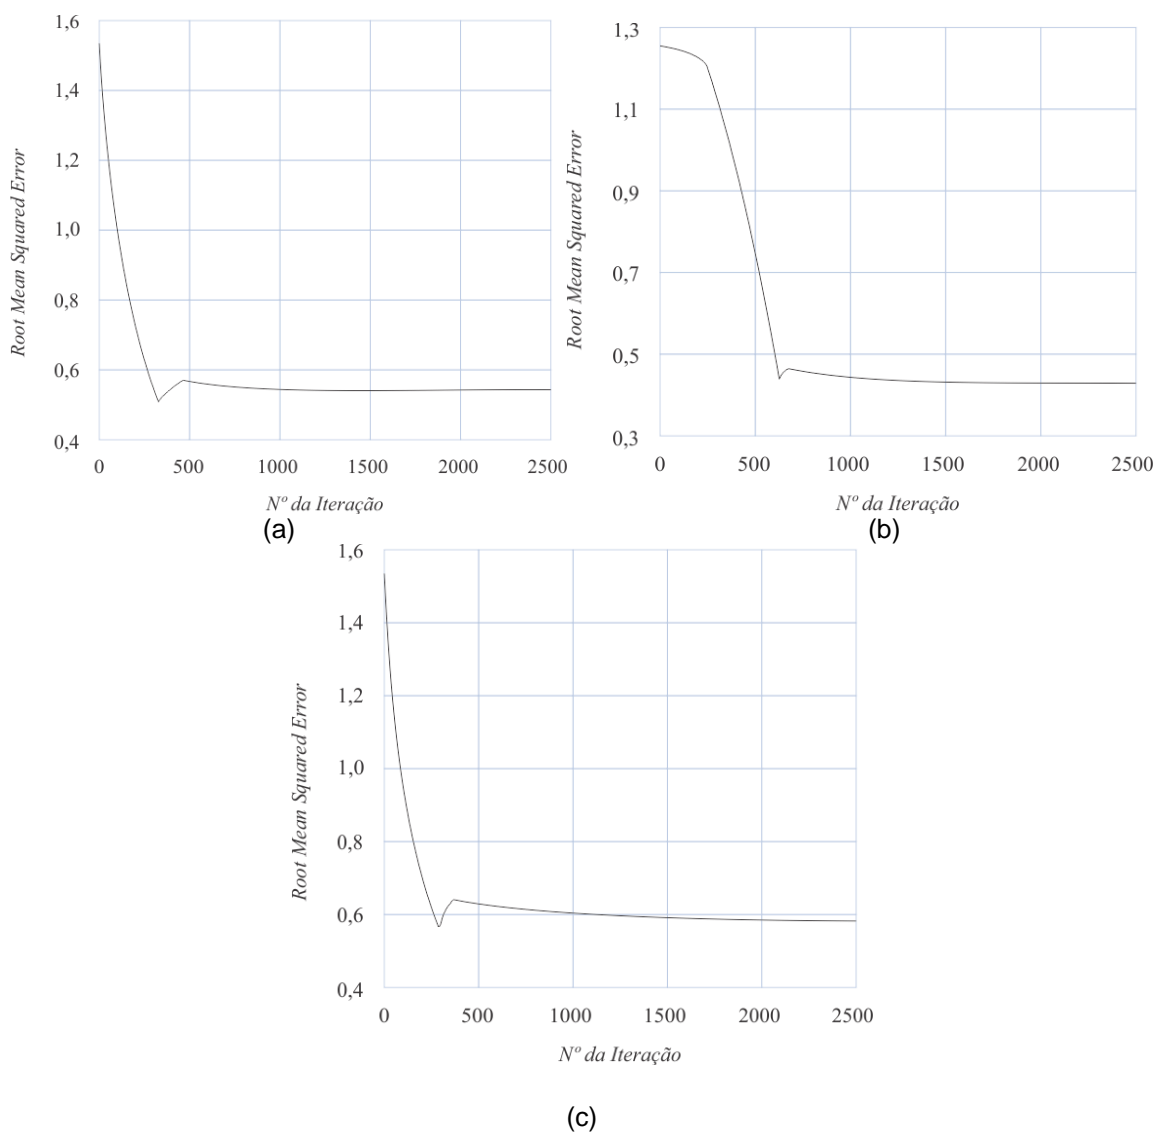 1,6
1,4
1,2
1,0
0,8
0,6
0,4
Root Mean Squared Error
0 500 1000 1500 2000 2500
Nº da Iteração
(a)
1,3
1,1
0,9
0,7
0,5
0,3
Root Mean Squared Error
0 500 1000 1500 2000 2500
Nº da Iteração
(b)
1,6
1,4
1,2
1,0
0,8
0,6
0,4
Root Mean Squared Error
0 500 1000 1500 2000 2500
Nº da Iteração
(c)